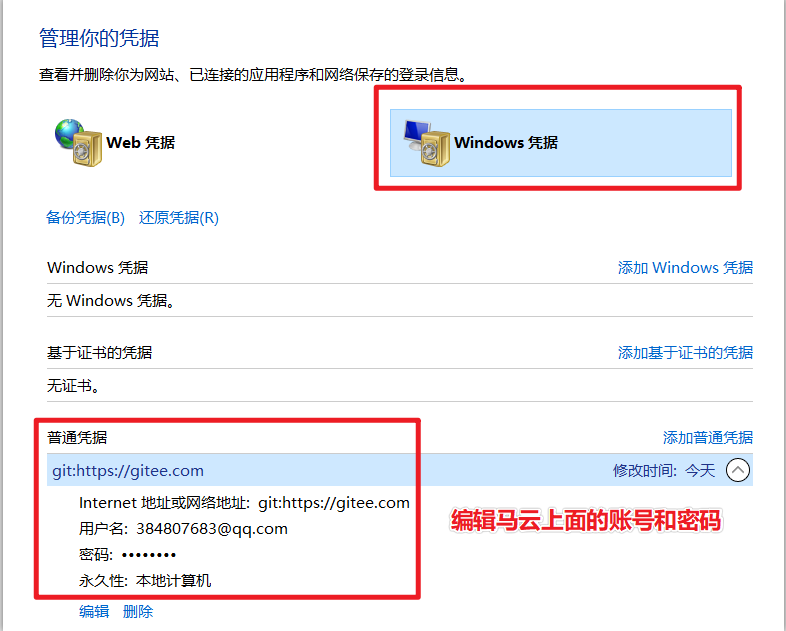 管理你的凭据
查看并删除你为网站、已连接的应用程序和网络保存的登录信息。
Web 凭据
Windows 凭据
备份凭据(B) 还原凭据(R)
Windows 凭据 添加 Windows 凭据
无 Windows 凭据。
基于证书的凭据 添加基于证书的凭据
无证书。
普通凭据 添加普通凭据
git:https://gitee.com 修改时间: 今天
Internet 地址或网络地址: git:https://gitee.com
用户名: 384807683@qq.com
密码: ••••••••
永久性: 本地计算机
编辑马云上面的账号和密码
编辑 删除